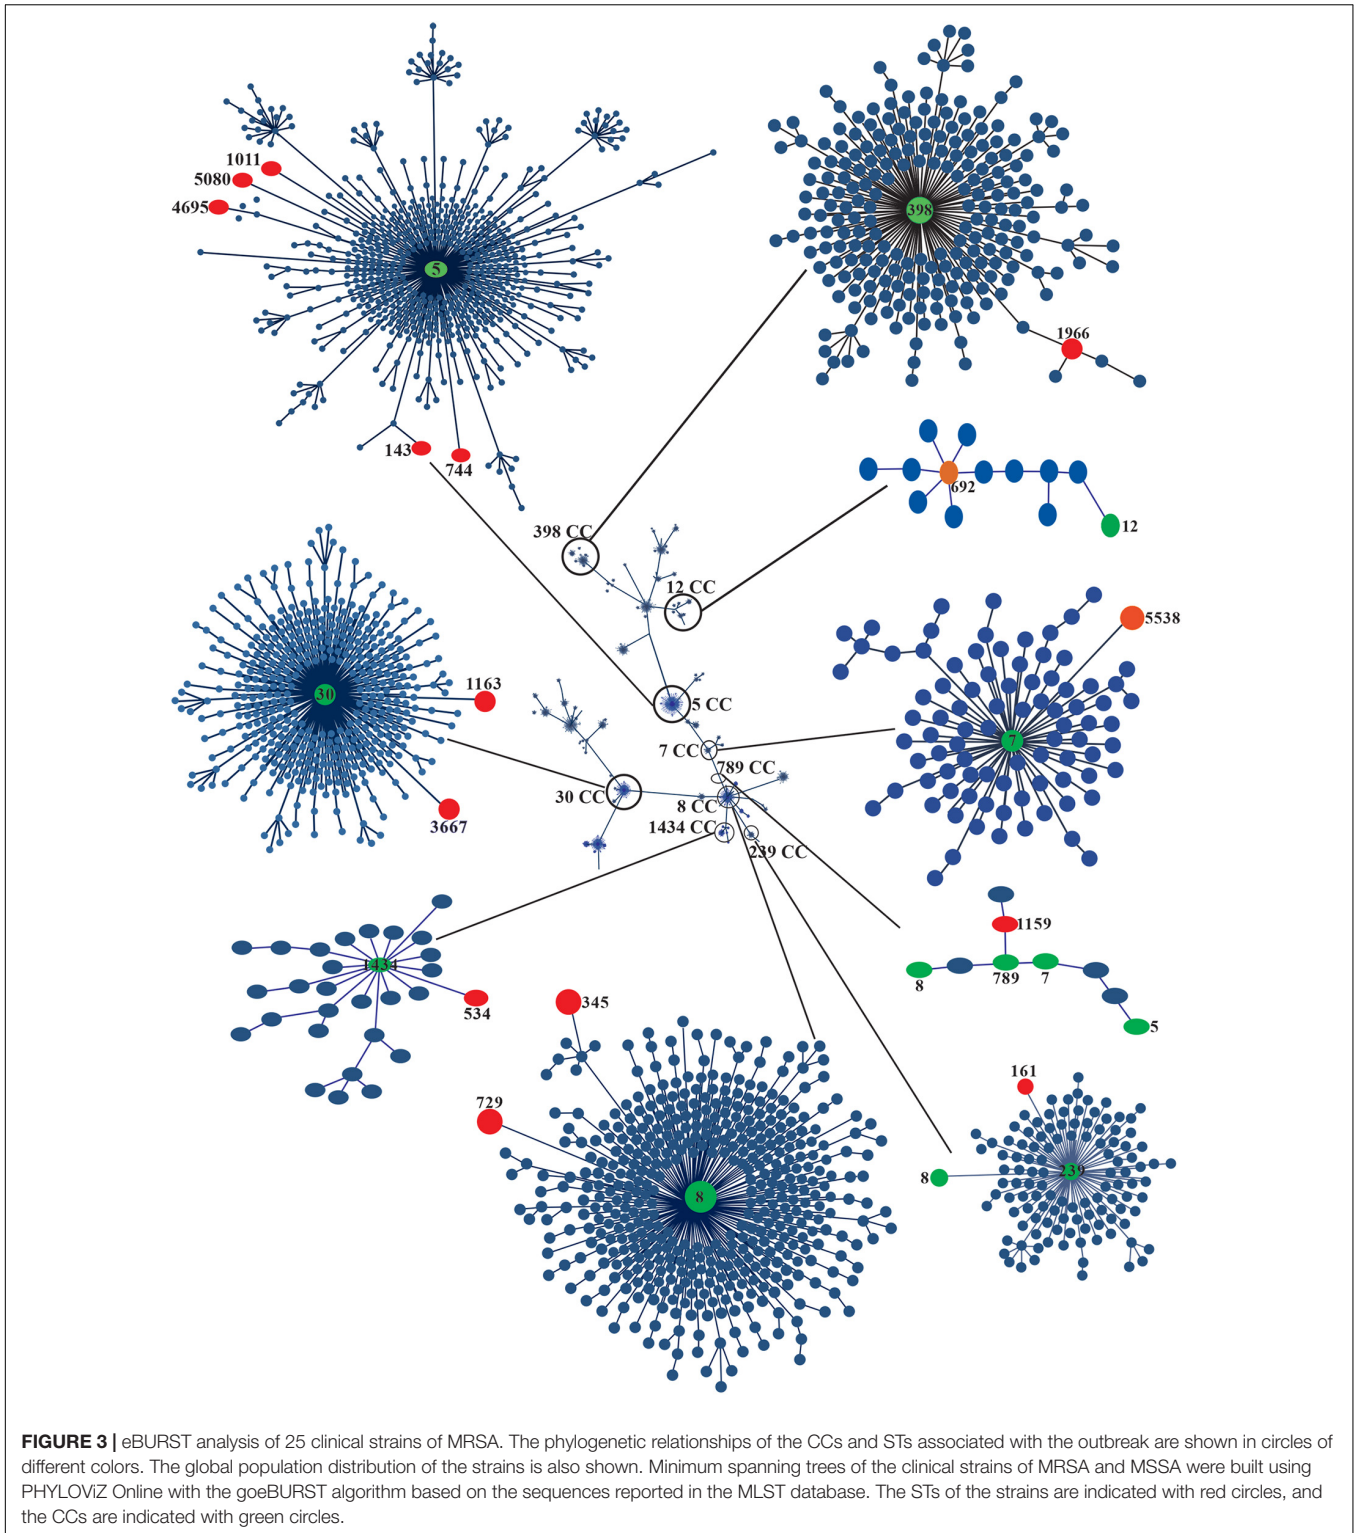 1011
5080
4695
5
143
744
398
1966
692
12
398 CC
12 CC
5 CC
7 CC
789 CC
30 CC
8 CC
1434 CC
239 CC
30
1163
3667
5538
7
1434
534
1159
8
789
7
5
345
729
8
161
8
239
FIGURE 3 | eBURST analysis of 25 clinical strains of MRSA. The phylogenetic relationships of the CCs and STs associated with the outbreak are shown in circles of
different colors. The global population distribution of the strains is also shown. Minimum spanning trees of the clinical strains of MRSA and MSSA were built using
PHYLOViZ Online with the goeBURST algorithm based on the sequences reported in the MLST database. The STs of the strains are indicated with red circles, and
the CCs are indicated with green circles.